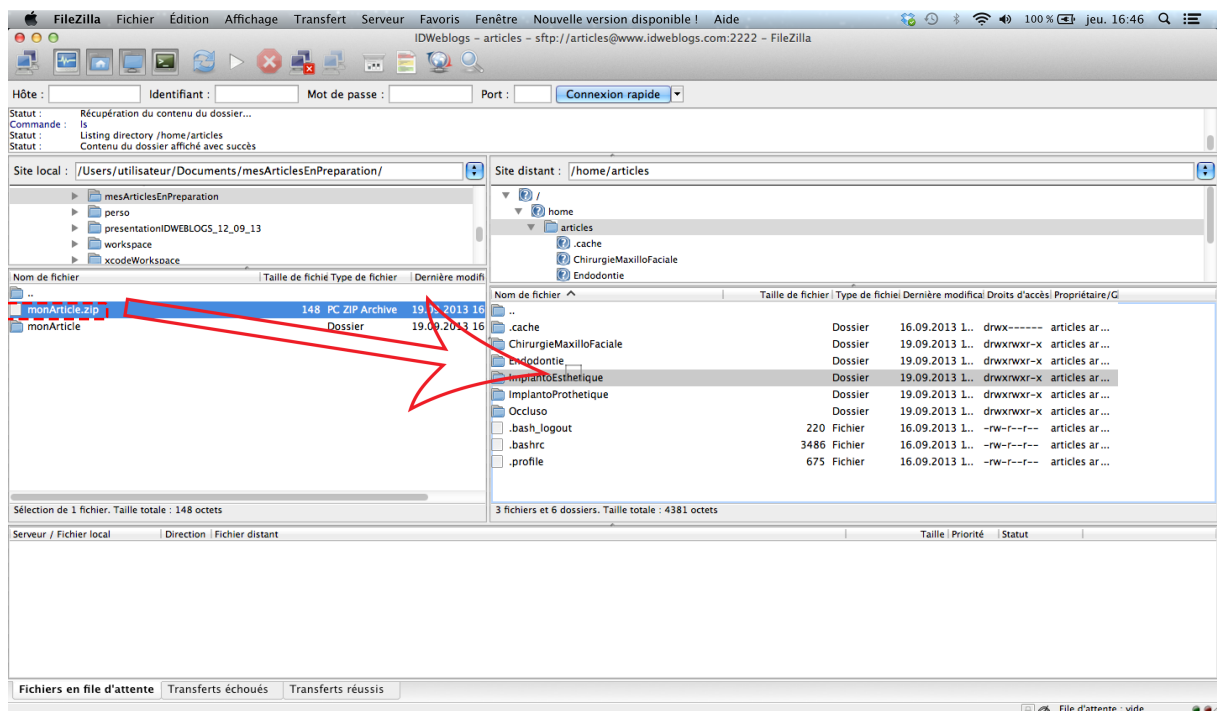 FileZilla Fichier Édition Affichage Transfert Serveur Favoris Fenêtre Nouvelle version disponible ! Aide 100 % jeu. 16:46
IDWeblogs – articles – sftp://articles@www.idweblogs.com:2222 – FileZilla
Hôte : Identifiant : Mot de passe : Port : Connexion rapide
Statut : Récupération du contenu du dossier...
Commande : ls
Statut : Listing directory /home/articles
Statut : Contenu du dossier affiché avec succès
Site local : /Users/utilisateur/Documents/mesArticlesEnPreparation/
mesArticlesEnPreparation
perso
presentationIDWEBLOGS_12_09_13
workspace
xcodeWorkspace
Nom de fichier Taille de fichie Type de fichier Dernière modifi
..
monArticle.zip 148 PC ZIP Archive 19.09.2013 16
monArticle Dossier 19.09.2013 16
Sélection de 1 fichier. Taille totale : 148 octets
Site distant : /home/articles
/
home
articles
.cache
ChirurgieMaxilloFaciale
Endodontie
Nom de fichier Taille de fichier Type de fichie Dernière modifica Droits d'accès Propriétaire/G
..
.cache Dossier 16.09.2013 1... drwx------ articles ar...
ChirurgieMaxilloFaciale Dossier 19.09.2013 1... drwxrwxr-x articles ar...
Endodontie Dossier 19.09.2013 1... drwxrwxr-x articles ar...
ImplantoEsthetique Dossier 19.09.2013 1... drwxrwxr-x articles ar...
ImplantoProthetique Dossier 19.09.2013 1... drwxrwxr-x articles ar...
Occluso Dossier 19.09.2013 1... drwxrwxr-x articles ar...
.bash_logout 220 Fichier 16.09.2013 1... -rw-r--r-- articles ar...
.bashrc 3486 Fichier 16.09.2013 1... -rw-r--r-- articles ar...
.profile 675 Fichier 16.09.2013 1... -rw-r--r-- articles ar...
3 fichiers et 6 dossiers. Taille totale : 4381 octets
Serveur / Fichier local Direction Fichier distant Taille Priorité Statut
Fichiers en file d'attente Transferts échoués Transferts réussis
File d'attente : vide